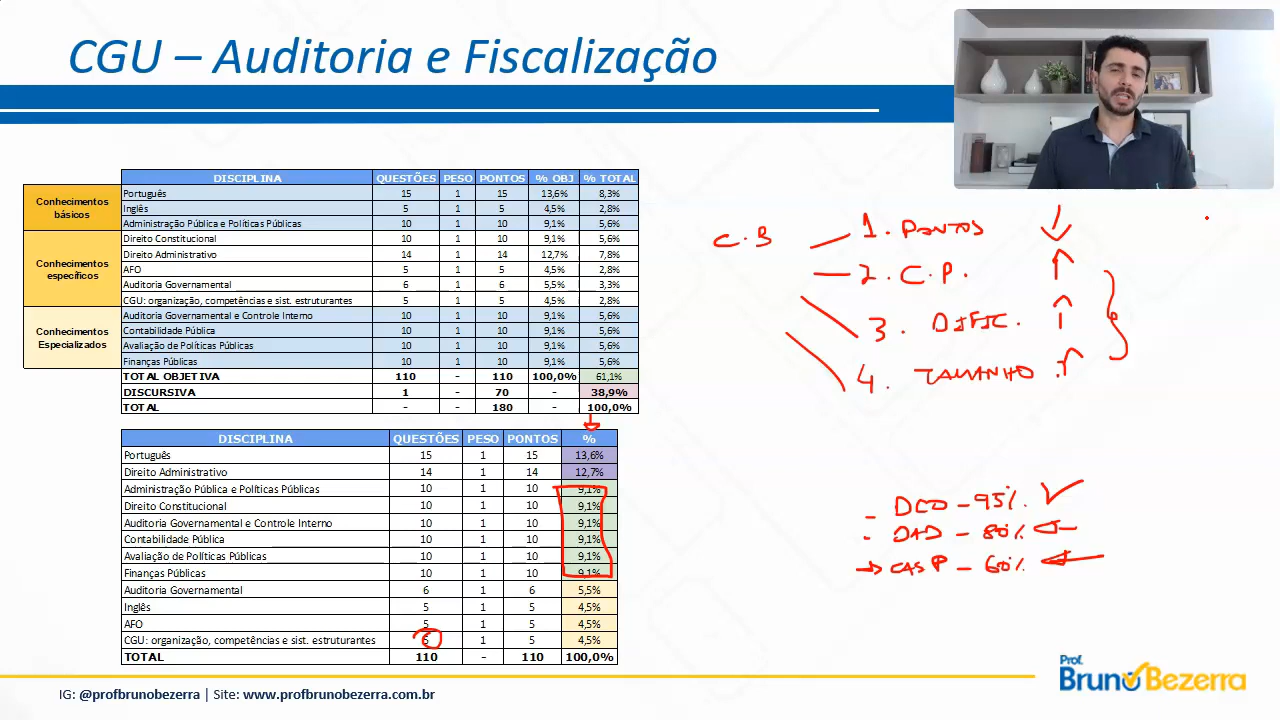 CGU – Auditoria e Fiscalização
DISCIPLINA QUESTÕES PESO PONTOS % OBJ % TOTAL
Conhecimentos básicos
Português 15 1 15 13,6% 8,3%
Inglês 5 1 5 4,5% 2,8%
Administração Pública e Políticas Públicas 10 1 10 9,1% 5,6%
Conhecimentos específicos
Direito Constitucional 10 1 10 9,1% 5,6%
Direito Administrativo 14 1 14 12,7% 7,8%
AFO 5 1 5 4,5% 2,8%
Auditoria Governamental 6 1 6 5,5% 3,3%
CGU: organização, competências e sist. estruturantes 5 1 5 4,5% 2,8%
Conhecimentos Especializados
Auditoria Governamental e Controle Interno 10 1 10 9,1% 5,6%
Contabilidade Pública 10 1 10 9,1% 5,6%
Avaliação de Políticas Públicas 10 1 10 9,1% 5,6%
Finanças Públicas 10 1 10 9,1% 5,6%
TOTAL OBJETIVA 110 - 110 100,0% 61,1%
DISCURSIVA 1 - 70 - 38,9%
TOTAL - - 180 - 100,0%
DISCIPLINA QUESTÕES PESO PONTOS %
Português 15 1 15 13,6%
Direito Administrativo 14 1 14 12,7%
Administração Pública e Políticas Públicas 10 1 10 9,1%
Direito Constitucional 10 1 10 9,1%
Auditoria Governamental e Controle Interno 10 1 10 9,1%
Contabilidade Pública 10 1 10 9,1%
Avaliação de Políticas Públicas 10 1 10 9,1%
Finanças Públicas 10 1 10 9,1%
Auditoria Governamental 6 1 6 5,5%
Inglês 5 1 5 4,5%
AFO 5 1 5 4,5%
CGU: organização, competências e sist. estruturantes 5 1 5 4,5%
TOTAL 110 - 110 100,0%
C.B
1. PONTOS
2. C.P.
3. DIFIC.
4. TAMANHO
- DCO - 95%
- DAD - 80%
→ CASP - 60%
IG: @profbrunobezerra | Site: www.profbrunobezerra.com.br
Prof. Bruno Bezerra